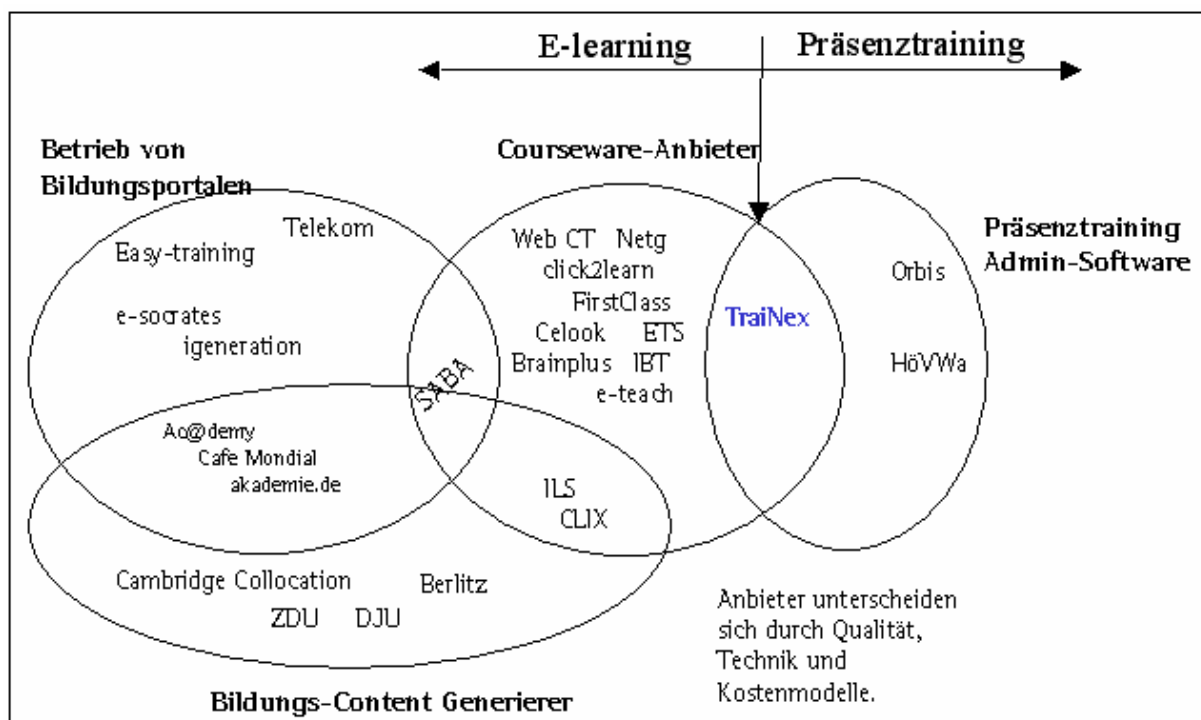 E-learning
Präsenztraining
Betrieb von
Bildungsportalen
Courseware-Anbieter
Präsenztraining
Admin-Software
Telekom
Easy-training
e-socrates
igeneration
Web CT Netg
click2learn
FirstClass
Celook ETS
Brainplus IBT
e-teach
TraiNex
Orbis
HöVWa
SABA
Ac@demy
Cafe Mondial
akademie.de
ILS
CLIX
Cambridge Collocation
Berlitz
ZDU DJU
Bildungs-Content Generierer
Anbieter unterscheiden
sich durch Qualität,
Technik und
Kostenmodelle.